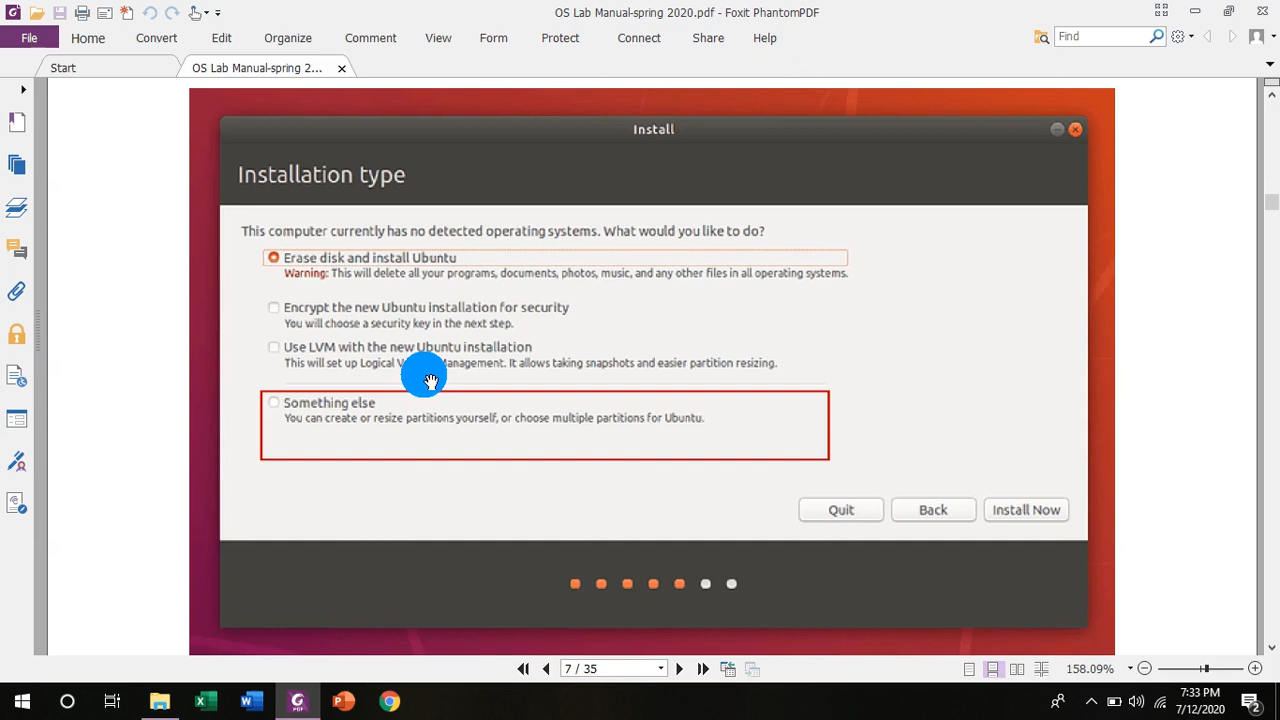 OS Lab Manual-spring 2020.pdf - Foxit PhantomPDF
File Home Convert Edit Organize Comment View Form Protect Connect Share Help Find
Start OS Lab Manual-spring 2...
Install
Installation type
This computer currently has no detected operating systems. What would you like to do?
Erase disk and install Ubuntu
Warning: This will delete all your programs, documents, photos, music, and any other files in all operating systems.
Encrypt the new Ubuntu installation for security
You will choose a security key in the next step.
Use LVM with the new Ubuntu installation
This will set up Logical Management. It allows taking snapshots and easier partition resizing.
Something else
You can create or resize partitions yourself, or choose multiple partitions for Ubuntu.
Quit Back Install Now
7 / 35 158.09%
7:33 PM
7/12/2020 2